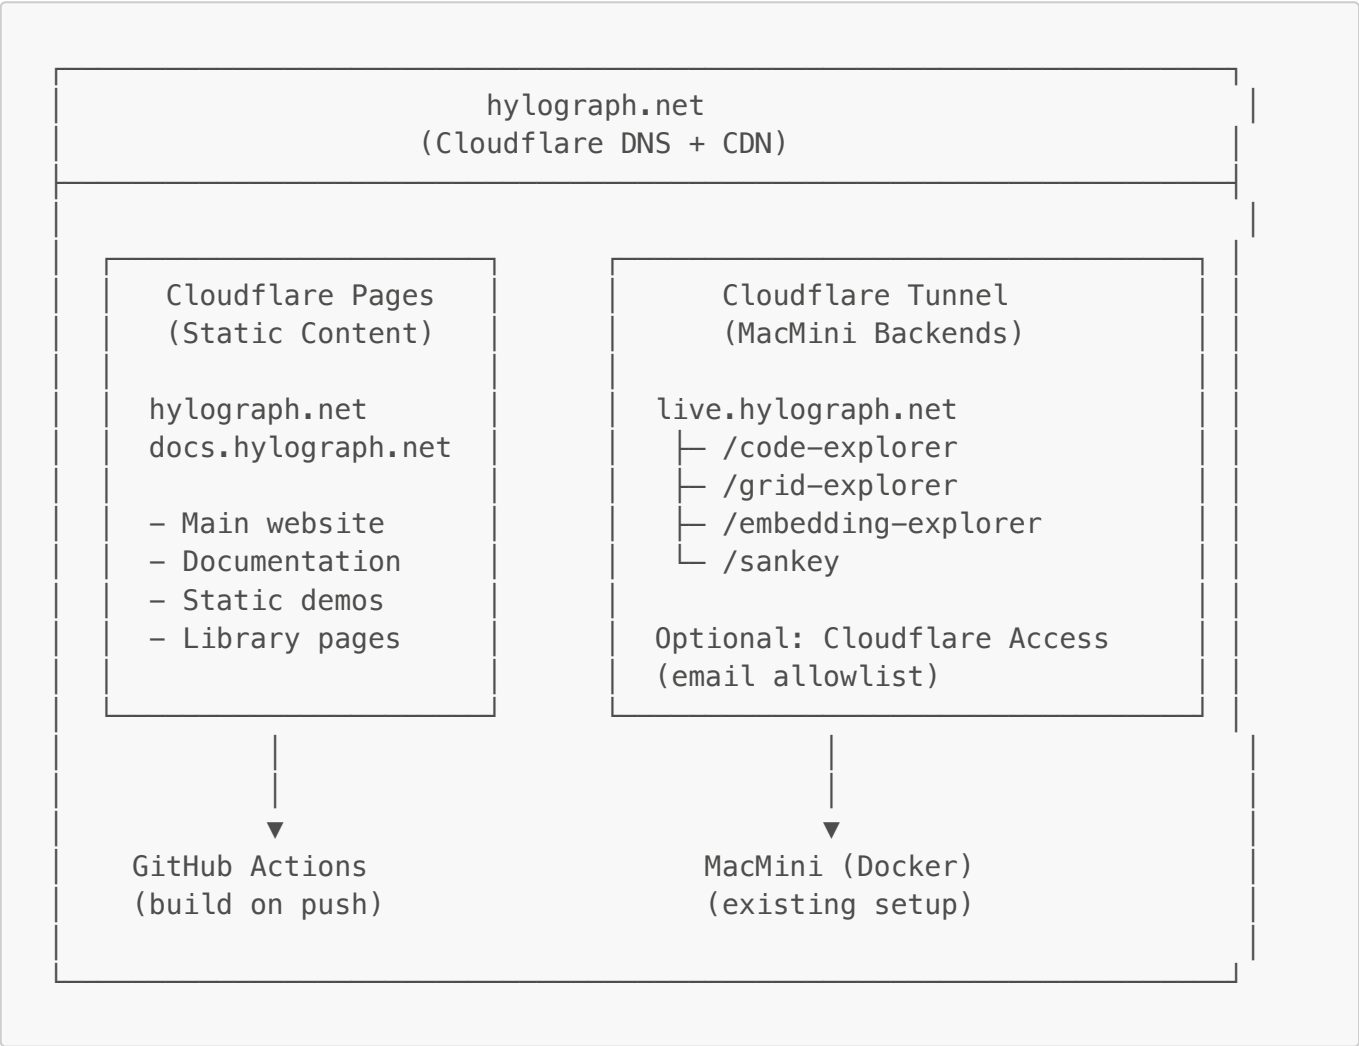 hylograph.net
(Cloudflare DNS + CDN)
Cloudflare Pages
(Static Content)
hylograph.net
docs.hylograph.net
- Main website
- Documentation
- Static demos
- Library pages
Cloudflare Tunnel
(MacMini Backends)
live.hylograph.net
├─ /code-explorer
├─ /grid-explorer
├─ /embedding-explorer
└─ /sankey
Optional: Cloudflare Access
(email allowlist)
GitHub Actions
(build on push)
MacMini (Docker)
(existing setup)